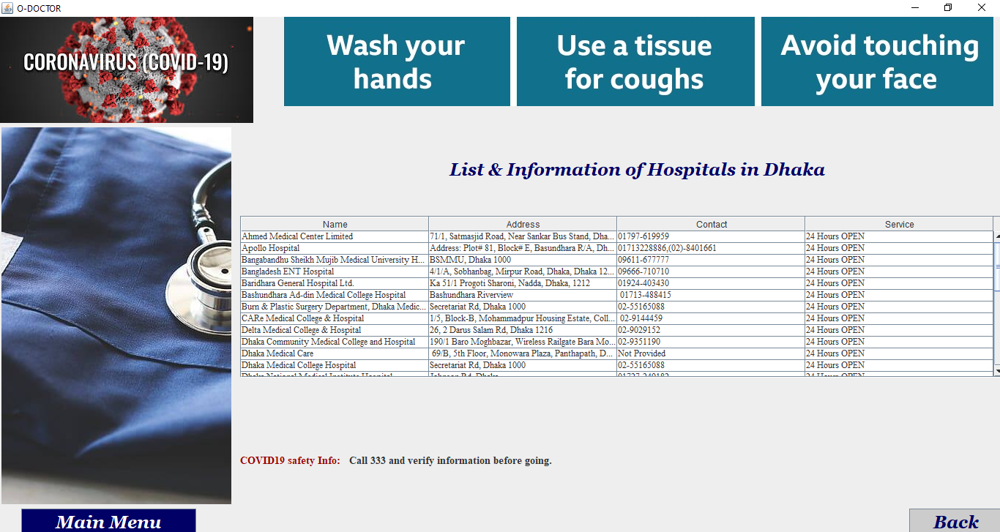 O-DOCTOR
CORONAVIRUS (COVID-19)
Wash your
hands
Use a tissue
for coughs
Avoid touching
your face
List & Information of Hospitals in Dhaka
Name Address Contact Service
Ahmed Medical Center Limited 71/1, Satmasjid Road, Near Sankar Bus Stand, Dha... 01797-619959 24 Hours OPEN
Apollo Hospital Address: Plot# 81, Block# E, Basundhara R/A, Dh... 01713228886,(02)-8401661 24 Hours OPEN
Bangabandhu Sheikh Mujib Medical University H... BSMMU, Dhaka 1000 09611-677777 24 Hours OPEN
Bangladesh ENT Hospital 4/1/A, Sobhanbag, Mirpur Road, Dhaka, Dhaka 12... 09666-710710 24 Hours OPEN
Baridhara General Hospital Ltd. Ka 51/1 Progoti Sharoni, Nadda, Dhaka, 1212 01924-403430 24 Hours OPEN
Bashundhara Ad-din Medical College Hospital Bashundhara Riverview 01713-488415 24 Hours OPEN
Burn & Plastic Surgery Department, Dhaka Medic... Secretariat Rd, Dhaka 1000 02-55165088 24 Hours OPEN
CARe Medical College & Hospital 1/5, Block-B, Mohammadpur Housing Estate, Coll... 02-9144459 24 Hours OPEN
Delta Medical College & Hospital 26, 2 Darus Salam Rd, Dhaka 1216 02-9029152 24 Hours OPEN
Dhaka Community Medical College and Hospital 190/1 Baro Moghbazar, Wireless Railgate Bara Mo... 02-9351190 24 Hours OPEN
Dhaka Medical Care 69/B, 5th Floor, Monowara Plaza, Panthapath, D... Not Provided 24 Hours OPEN
Dhaka Medical College Hospital Secretariat Rd, Dhaka 1000 02-55165088 24 Hours OPEN
Dhaka National Medical Institute Hospital Johnson Rd, Dhaka 24 Hours OPEN
COVID19 safety Info: Call 333 and verify information before going.
Main Menu
Back